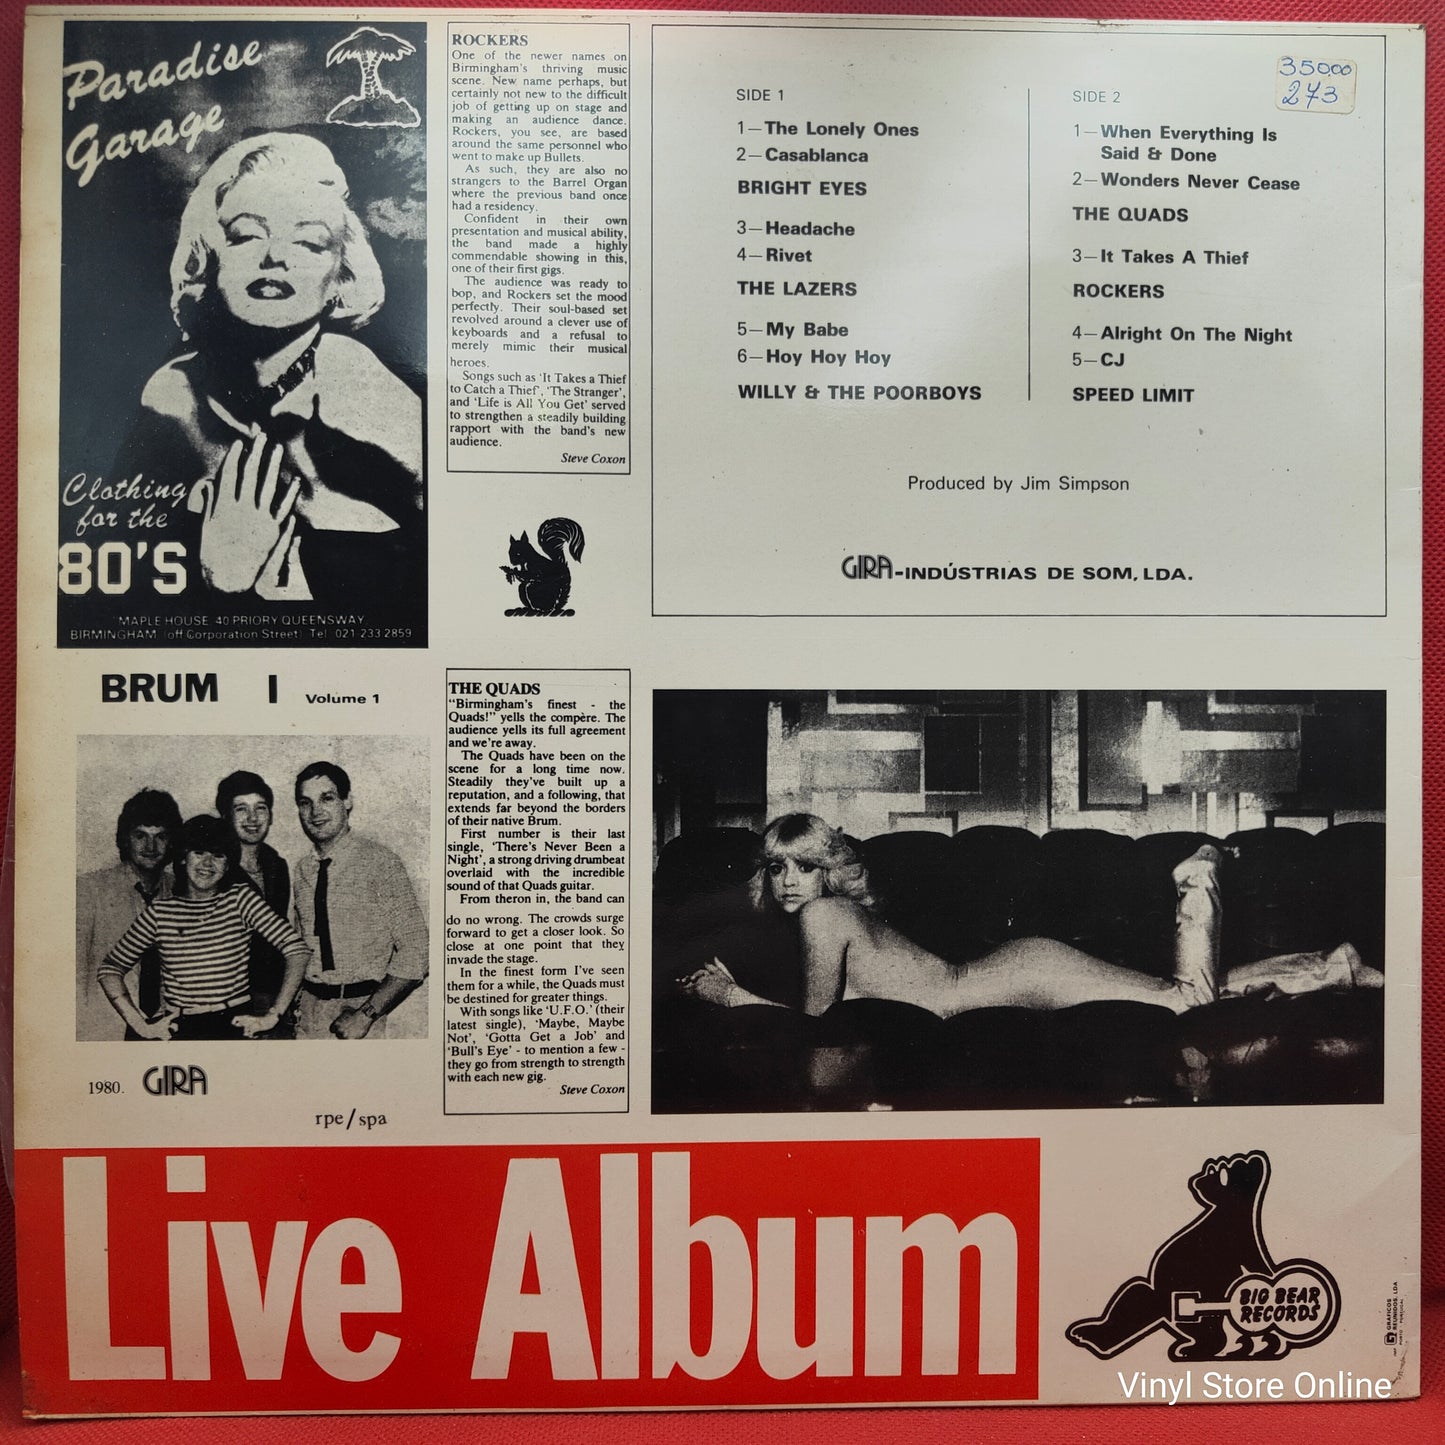 Paradise
Garage
Clothing
for the
80'S
MAPLE HOUSE, 40 PRIORY QUEENSWAY,
BIRMINGHAM (off Corporation Street) Tel 021 233 2859
ROCKERS
One of the newer names on
Birmingham's thriving music
scene. New name perhaps, but
certainly not new to the difficult
job of getting up on stage and
making an audience dance.
Rockers, you see, are based
around the same personnel who
went to make up Bullets.
As such, they are also no
strangers to the Barrel Organ
where the previous band once
had a residency.
Confident in their own
presentation and musical ability,
the band made a highly
commendable showing in this,
one of their first gigs.
The audience was ready to
bop, and Rockers set the mood
perfectly. Their soul-based set
revolved around a clever use of
keyboards and a refusal to
merely mimic their musical
heroes.
Songs such as 'It Takes a Thief
to Catch a Thief', 'The Stranger',
and 'Life is All You Get' served
to strengthen a steadily building
rapport with the band's new
audience.
Steve Coxon
35000
273
SIDE 1
1—The Lonely Ones
2—Casablanca
BRIGHT EYES
3—Headache
4—Rivet
THE LAZERS
5—My Babe
6—Hoy Hoy Hoy
WILLY & THE POORBOYS
SIDE 2
1—When Everything Is
Said & Done
2—Wonders Never Cease
THE QUADS
3—It Takes A Thief
ROCKERS
4—Alright On The Night
5—CJ
SPEED LIMIT
Produced by Jim Simpson
GIRA-INDÚSTRIAS DE SOM, LDA.
BRUM I Volume 1
1980. GIRA
rpe/spa
THE QUADS
"Birmingham's finest - the
Quads!" yells the compère. The
audience yells its full agreement
and we're away.
The Quads have been on the
scene for a long time now.
Steadily they've built up a
reputation, and a following, that
extends far beyond the borders
of their native Brum.
First number is their last
single, 'There's Never Been a
Night', a strong driving drumbeat
overlaid with the incredible
sound of that Quads guitar.
From theron in, the band can
do no wrong. The crowds surge
forward to get a closer look. So
close at one point that they
invade the stage.
In the finest form I've seen
them for a while, the Quads must
be destined for greater things.
With songs like 'U.F.O.' (their
latest single), 'Maybe, Maybe
Not', 'Gotta Get a Job' and
'Bull's Eye' - to mention a few -
they go from strength to strength
with each new gig.
Steve Coxon
Live Album
BIG BEAR
RECORDS
GRÁFICOS
REUNIDOS, LDA
PORTO - PORTUGAL
Vinyl Store Online